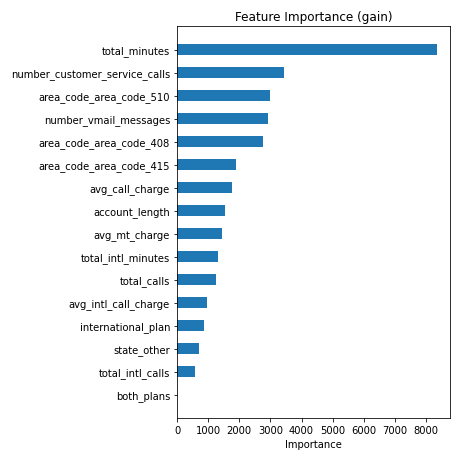 Feature Importance (gain)
total_minutes
number_customer_service_calls
area_code_area_code_510
number_vmail_messages
area_code_area_code_408
area_code_area_code_415
avg_call_charge
account_length
avg_mt_charge
total_intl_minutes
total_calls
avg_intl_call_charge
international_plan
state_other
total_intl_calls
both_plans
0 1000 2000 3000 4000 5000 6000 7000 8000
Importance